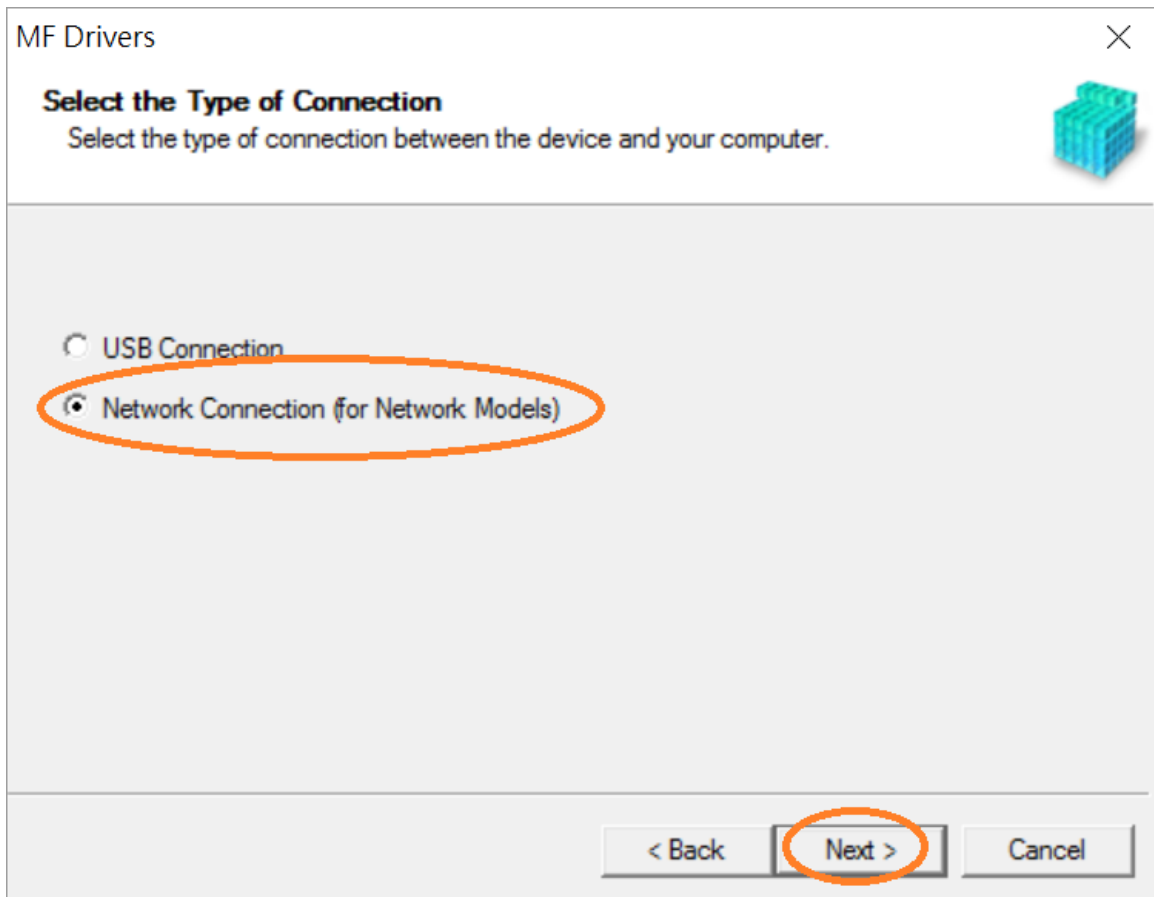 MF Drivers
Select the Type of Connection
Select the type of connection between the device and your computer.
USB Connection
Network Connection (for Network Models)
< Back
Next >
Cancel